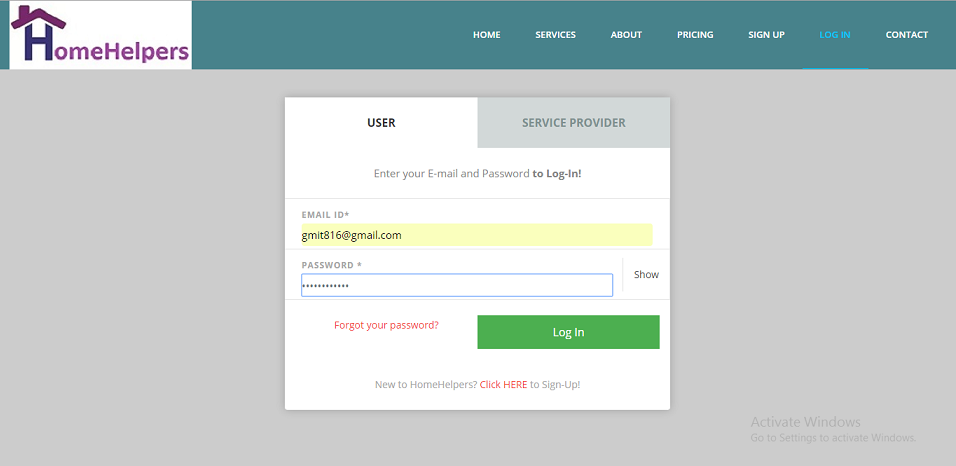 HomeHelpers
HOME SERVICES ABOUT PRICING SIGN UP LOG IN CONTACT
USER SERVICE PROVIDER
Enter your E-mail and Password to Log-In!
EMAIL ID*
gmit816@gmail.com
PASSWORD *
••••••••••••
Show
Forgot your password? Log In
New to HomeHelpers? Click HERE to Sign-Up!
Activate Windows
Go to Settings to activate Windows.